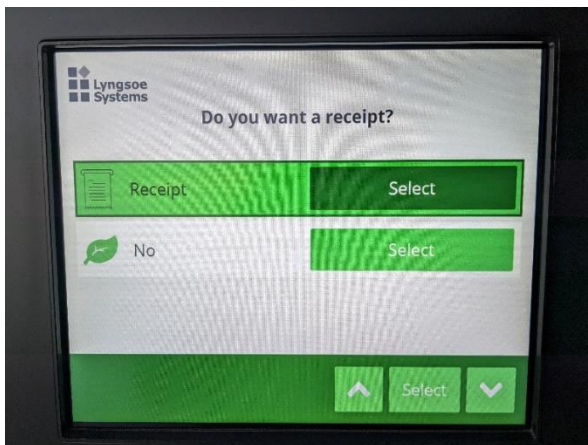 Lyngsoe
Systems
Do you want a receipt?
Receipt Select
No Select
Select